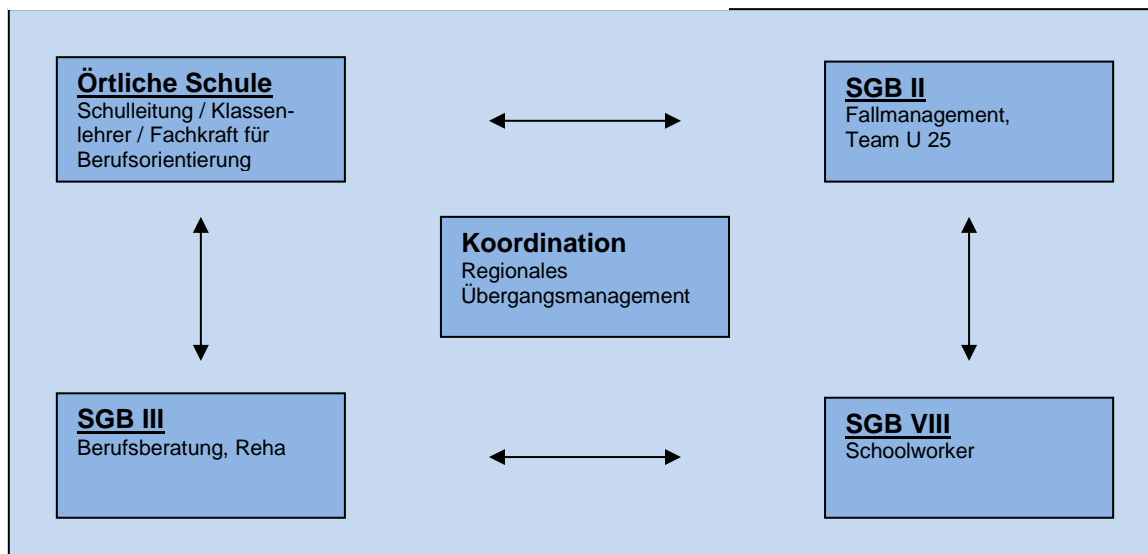 Örtliche Schule
Schulleitung / Klassen-
lehrer / Fachkraft für
Berufsorientierung
SGB II
Fallmanagement,
Team U 25
Koordination
Regionales
Übergangsmanagement
SGB III
Berufsberatung, Reha
SGB VIII
Schoolworker